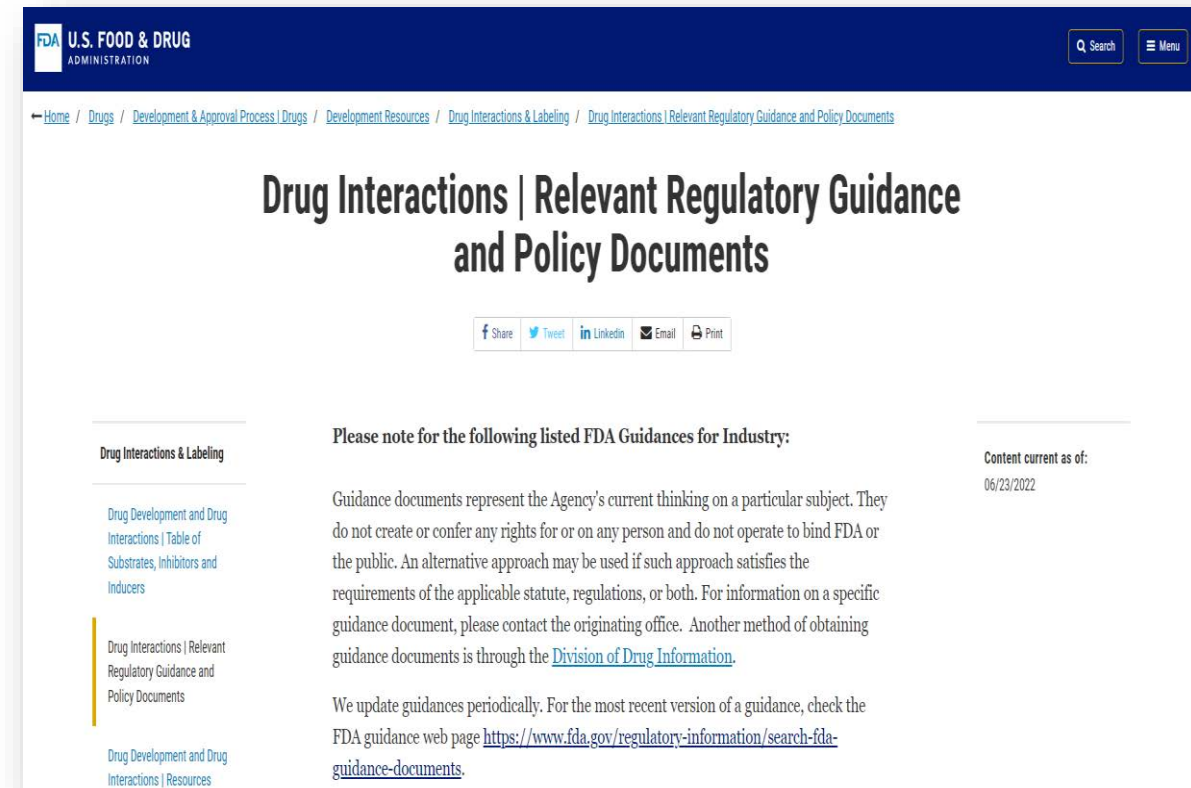 FDA U.S. FOOD & DRUG
ADMINISTRATION
Search
Menu
Home / Drugs / Development & Approval Process | Drugs / Development Resources / Drug Interactions & Labeling / Drug Interactions | Relevant Regulatory Guidance and Policy Documents
Drug Interactions | Relevant Regulatory Guidance
and Policy Documents
Share Tweet in Linkedin Email Print
Drug Interactions & Labeling
Drug Development and Drug
Interactions | Table of
Substrates, Inhibitors and
Inducers
Drug Interactions | Relevant
Regulatory Guidance and
Policy Documents
Drug Development and Drug
Interactions | Resources
Please note for the following listed FDA Guidances for Industry:
Guidance documents represent the Agency's current thinking on a particular subject. They
do not create or confer any rights for or on any person and do not operate to bind FDA or
the public. An alternative approach may be used if such approach satisfies the
requirements of the applicable statute, regulations, or both. For information on a specific
guidance document, please contact the originating office. Another method of obtaining
guidance documents is through the Division of Drug Information.
We update guidances periodically. For the most recent version of a guidance, check the
FDA guidance web page https://www.fda.gov/regulatory-information/search-fda-
guidance-documents.
Content current as of:
06/23/2022